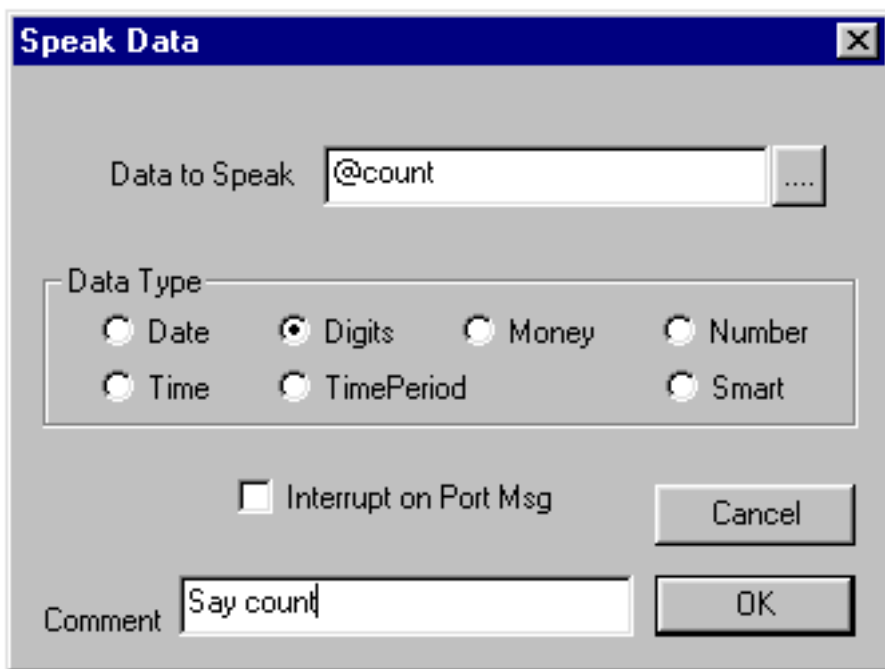 Speak Data
Data to Speak @count ....
Data Type
Date Digits Money Number
Time TimePeriod Smart
Interrupt on Port Msg
Cancel
Comment Say count
OK